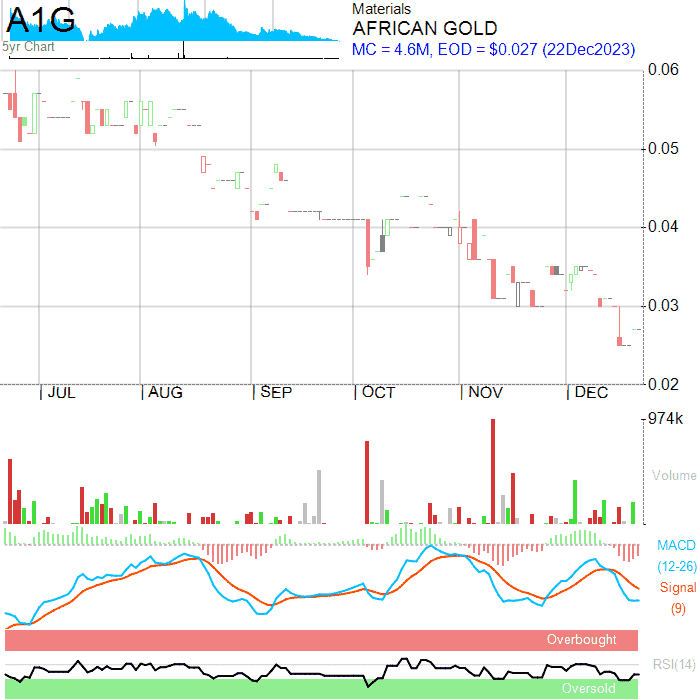 A1G
5yr Chart
Materials
AFRICAN GOLD
MC = 4.6M, EOD = $0.027 (22Dec2023)
0.06
0.05
0.04
0.03
0.02
JUL AUG SEP OCT NOV DEC
974k
Volume
MACD
(12-26)
Signal
(9)
Overbought
RSI(14)
Oversold